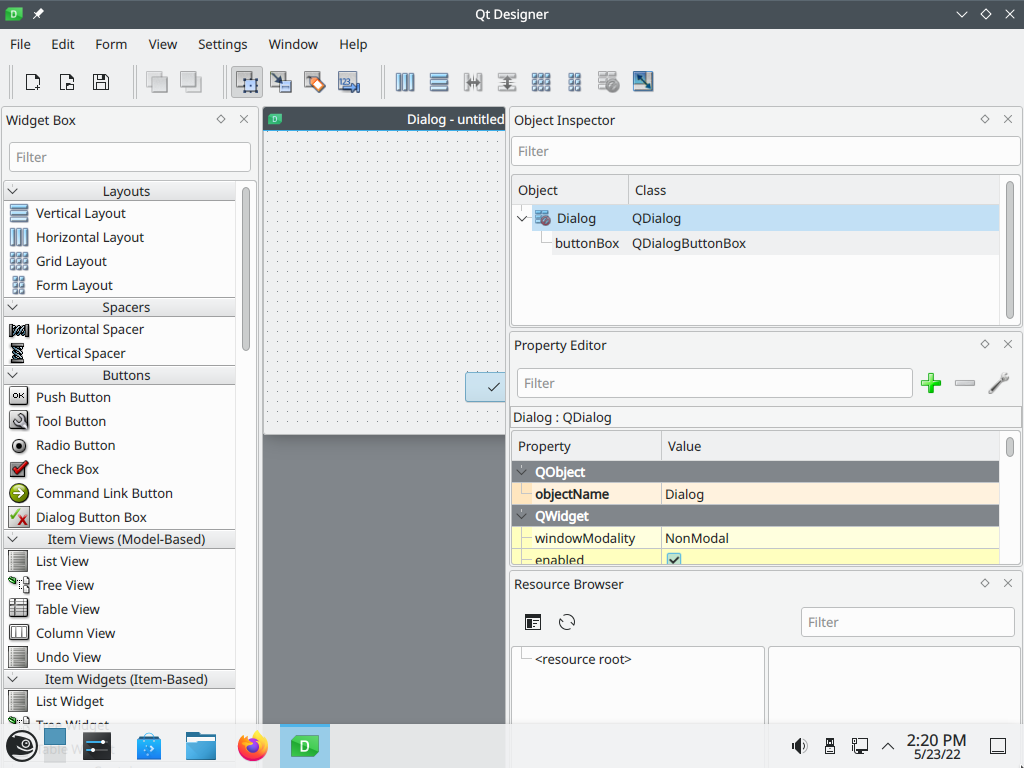 Qt Designer
File Edit Form View Settings Window Help
Widget Box
Filter
Layouts
Vertical Layout
Horizontal Layout
Grid Layout
Form Layout
Spacers
Horizontal Spacer
Vertical Spacer
Buttons
OK Push Button
Tool Button
Radio Button
Check Box
Command Link Button
Dialog Button Box
Item Views (Model-Based)
List View
Tree View
Table View
Column View
Undo View
Item Widgets (Item-Based)
List Widget
Tree Widget
Dialog - untitled
Object Inspector
Filter
Object Class
Dialog QDialog
buttonBox QDialogButtonBox
Property Editor
Filter
Dialog : QDialog
Property Value
QObject
objectName Dialog
QWidget
windowModality NonModal
enabled
Resource Browser
Filter
<resource root>
2:20 PM
5/23/22